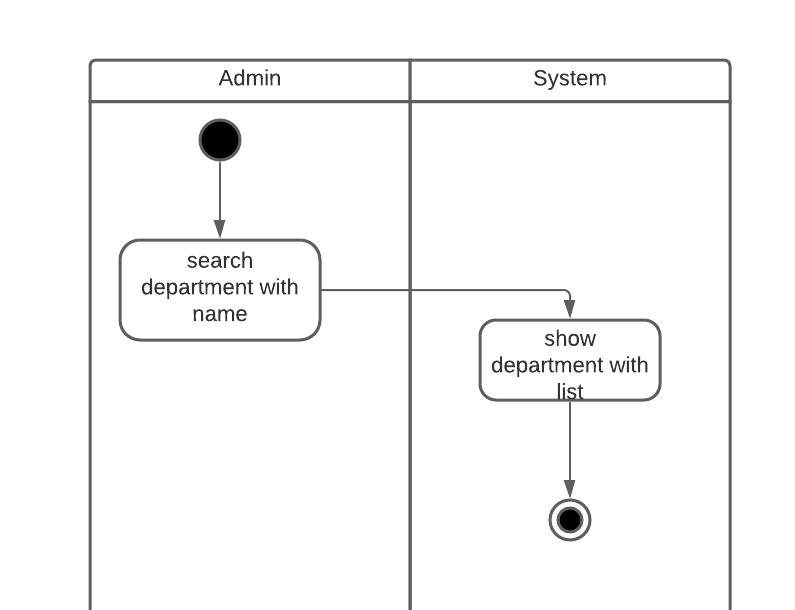 Admin
System
search
department with
name
show
department with
list